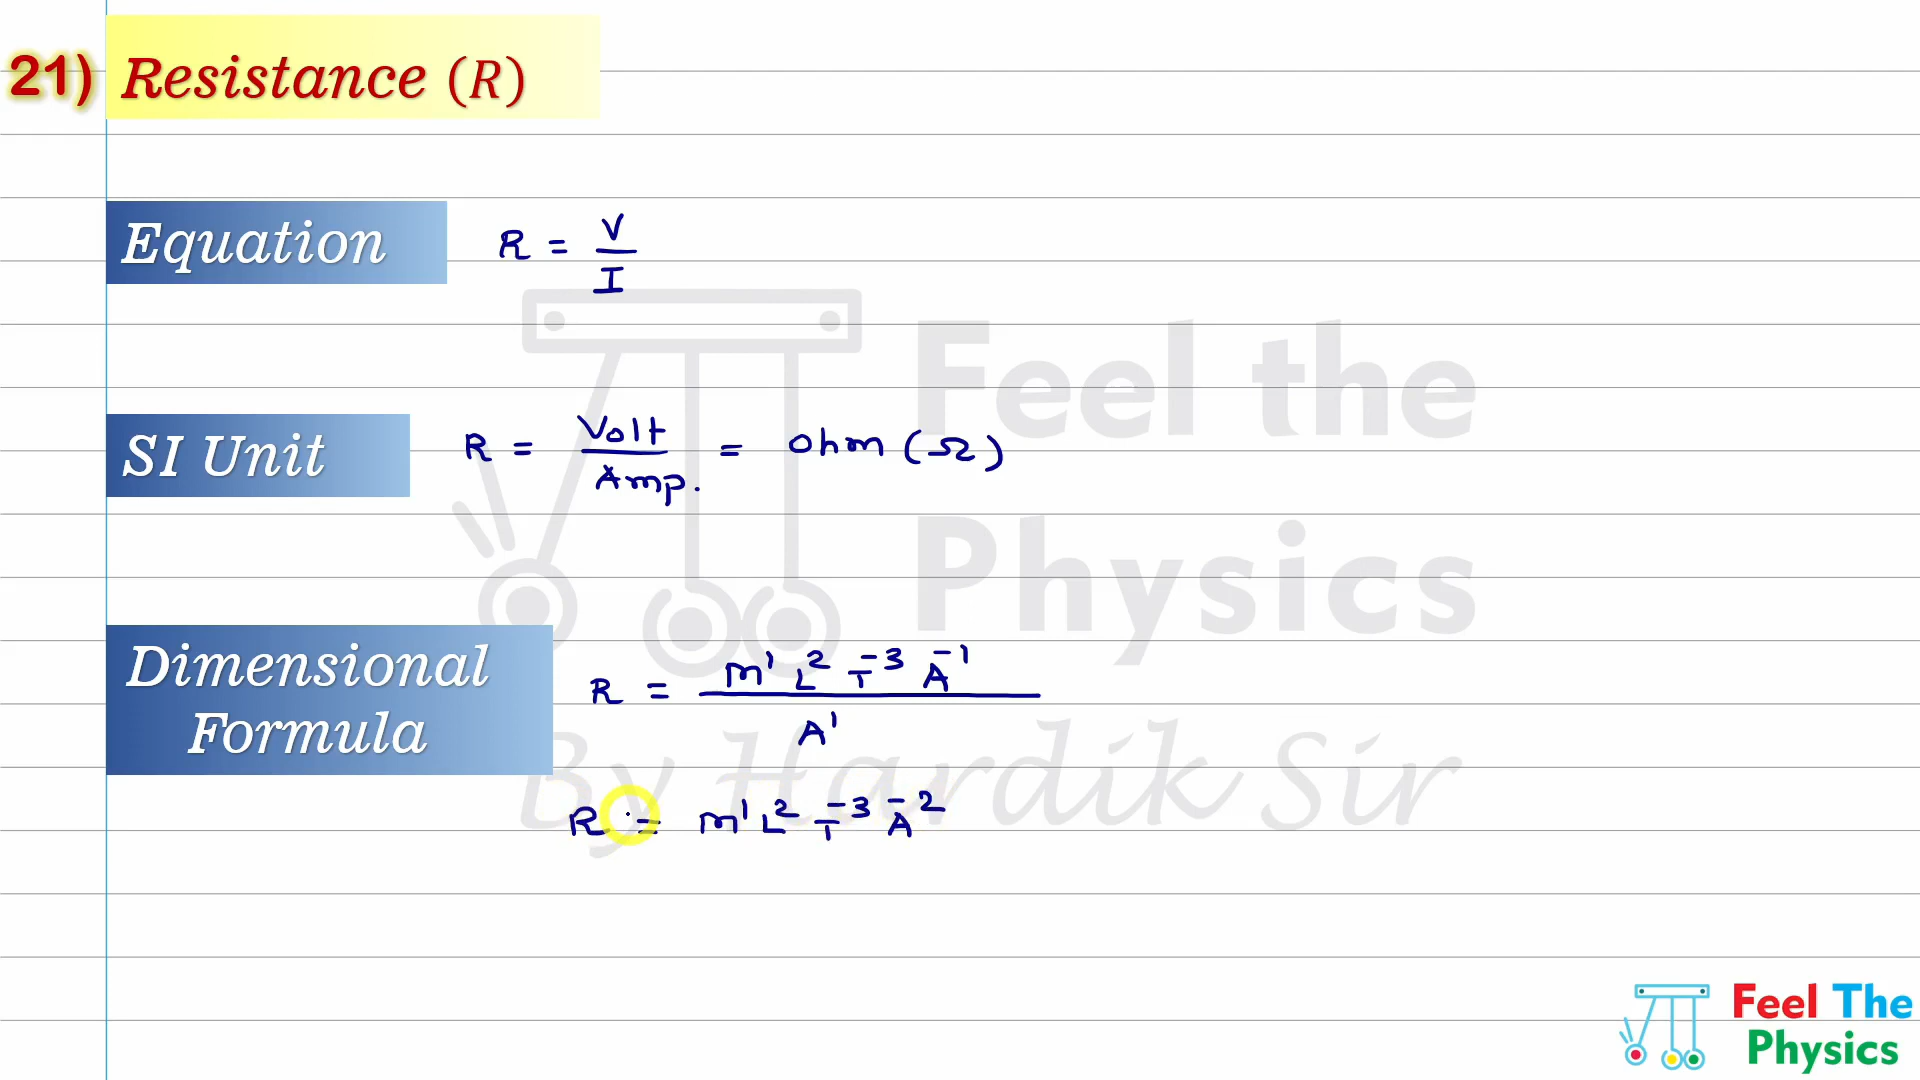 21) Resistance (R)
Equation R = V / I
SI Unit R = Volt / Amp. = Ohm (Ω)
Dimensional Formula R = M¹ L² T⁻³ A⁻¹ / A¹
R = M¹ L² T⁻³ A⁻²
Feel the
Physics
By Hardik Sir
Feel The
Physics